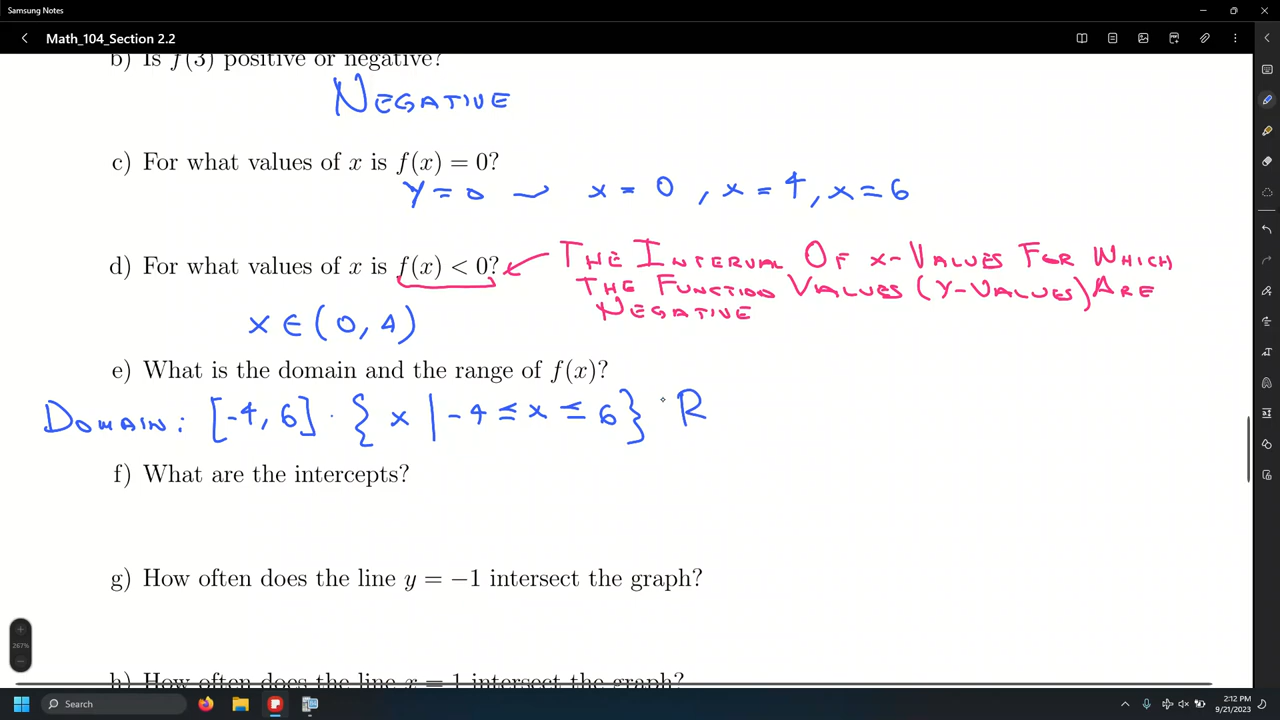 Samsung Notes
Math_104_Section 2.2
b) Is f(3) positive or negative?
NEGATIVE
c) For what values of x is f(x) = 0?
Y = 0 → x = 0 , x = 4, x = 6
d) For what values of x is f(x) < 0?
THE INTERVAL OF X-VALUES FOR WHICH
THE FUNCTION VALUES (Y-VALUES) ARE
NEGATIVE
x ∈ (0, 4)
e) What is the domain and the range of f(x)?
DOMAIN: [-4, 6] · { x | -4 ≤ x ≤ 6} · R
f) What are the intercepts?
g) How often does the line y = −1 intersect the graph?
267%
h) How often does the line x = 1 intersect the graph?
Search
2:12 PM
9/21/2023